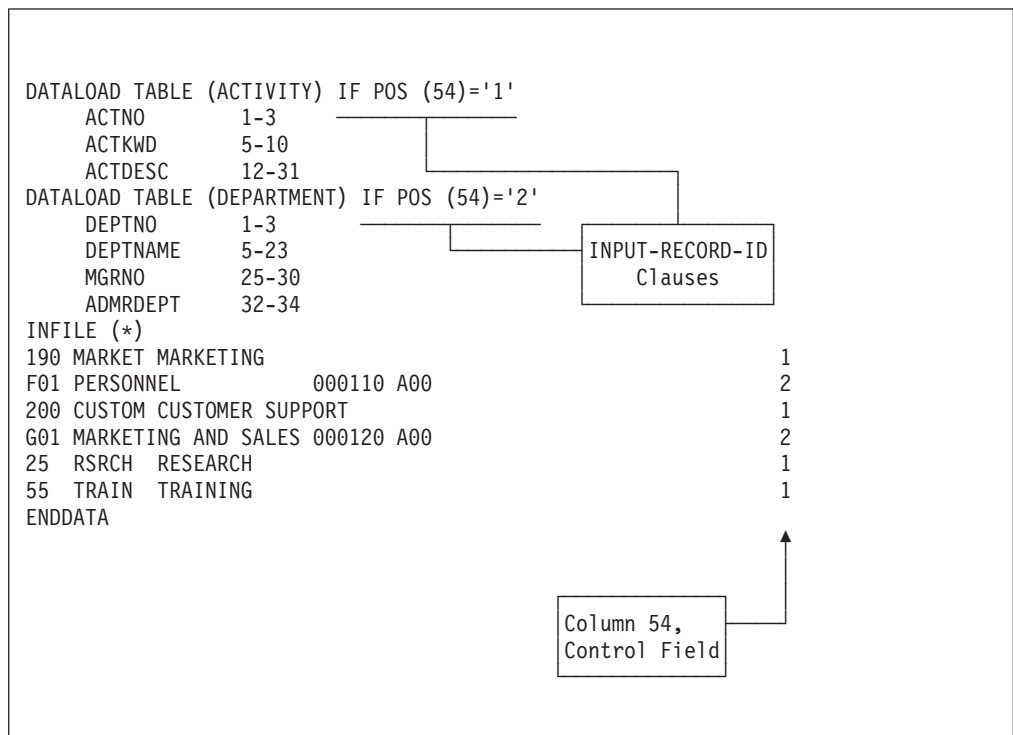 DATALOAD TABLE (ACTIVITY) IF POS (54)='1'
ACTNO 1-3
ACTKWD 5-10
ACTDESC 12-31
DATALOAD TABLE (DEPARTMENT) IF POS (54)='2'
DEPTNO 1-3
DEPTNAME 5-23
MGRNO 25-30
ADMRDEPT 32-34
INPUT-RECORD-ID
Clauses
INFILE (*)
190 MARKET MARKETING 1
F01 PERSONNEL 000110 A00 2
200 CUSTOM CUSTOMER SUPPORT 1
G01 MARKETING AND SALES 000120 A00 2
25 RSRCH RESEARCH 1
55 TRAIN TRAINING 1
ENDDATA
Column 54,
Control Field